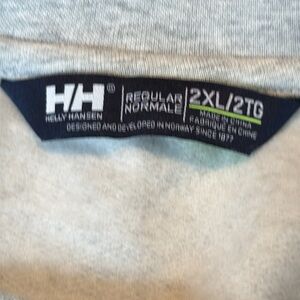 HH®
HELLY HANSEN
REGULAR
NORMALE
2XL/2TG
MADE IN CHINA
FABRIQUÉ EN CHINE
DESIGNED AND DEVELOPED IN NORWAY SINCE 1877